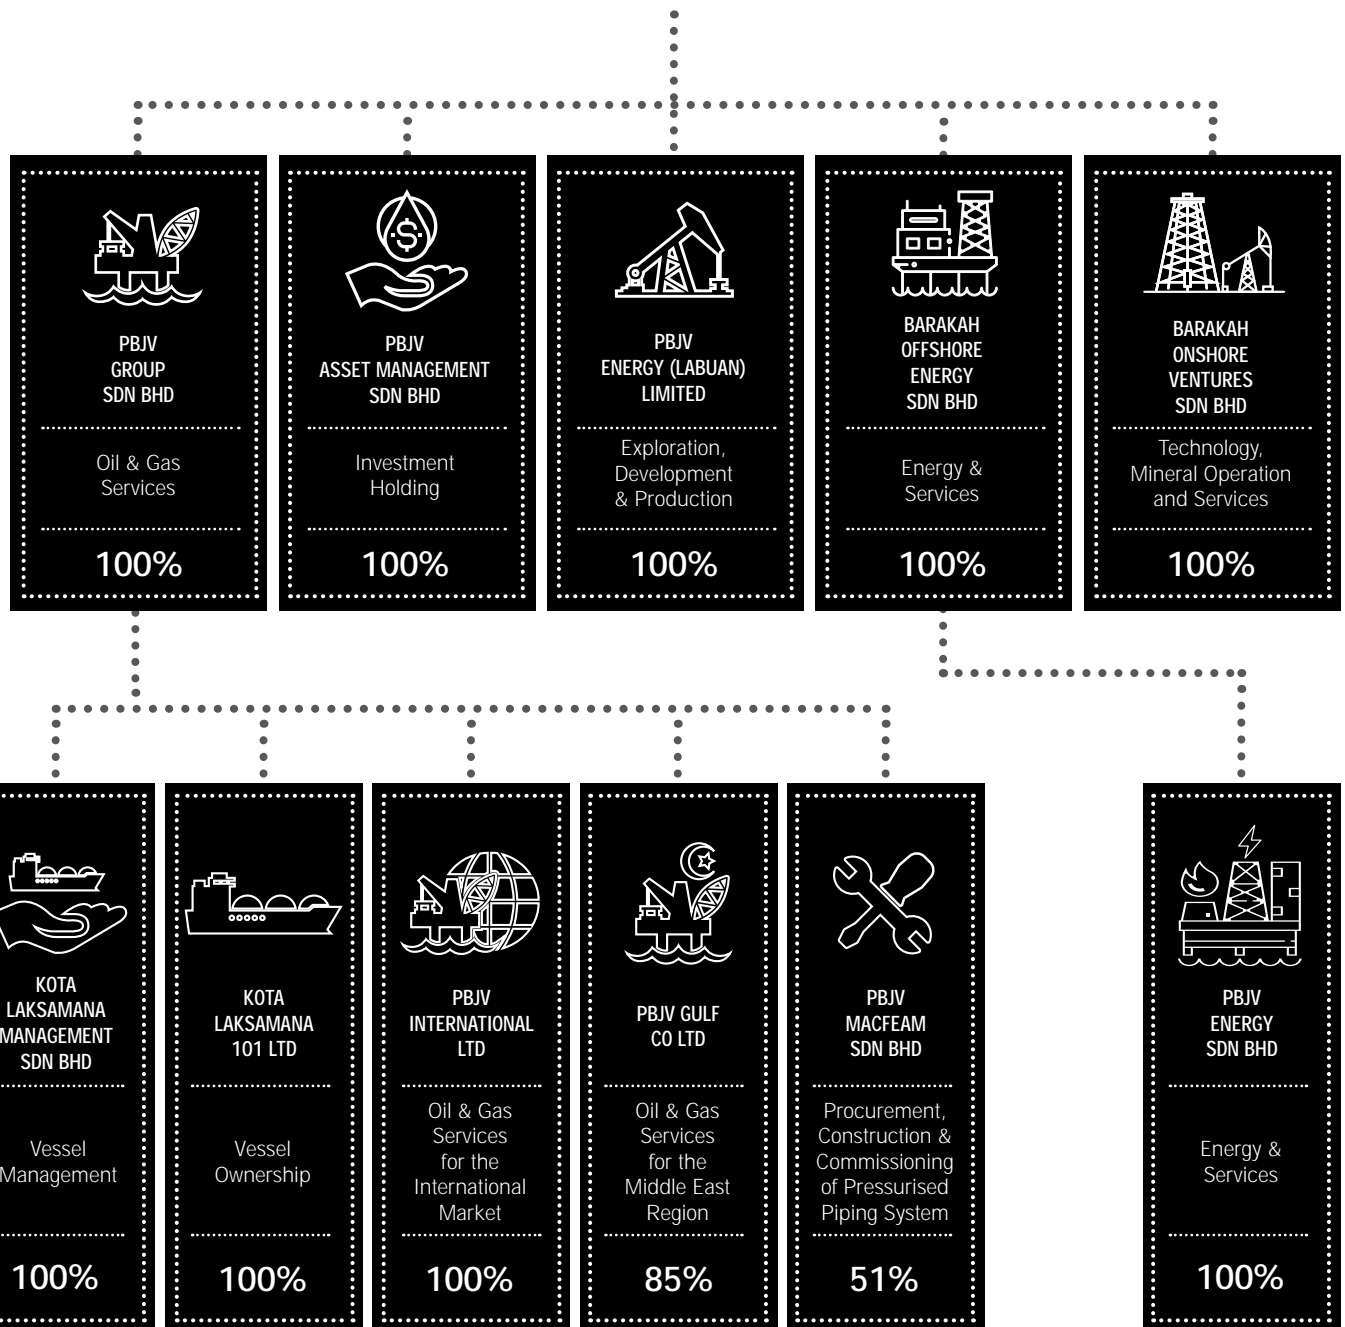 PBJV
GROUP
SDN BHD
Oil & Gas
Services
100%
PBJV
ASSET MANAGEMENT
SDN BHD
Investment
Holding
100%
PBJV
ENERGY (LABUAN)
LIMITED
Exploration,
Development
& Production
100%
BARAKAH
OFFSHORE
ENERGY
SDN BHD
Energy &
Services
100%
BARAKAH
ONSHORE
VENTURES
SDN BHD
Technology,
Mineral Operation
and Services
100%
KOTA
LAKSAMANA
MANAGEMENT
SDN BHD
Vessel
Management
100%
KOTA
LAKSAMANA
101 LTD
Vessel
Ownership
100%
PBJV
INTERNATIONAL
LTD
Oil & Gas
Services
for the
International
Market
100%
PBJV GULF
CO LTD
Oil & Gas
Services
for the
Middle East
Region
85%
PBJV
MACFEAM
SDN BHD
Procurement,
Construction &
Commissioning
of Pressurised
Piping System
51%
PBJV
ENERGY
SDN BHD
Energy &
Services
100%